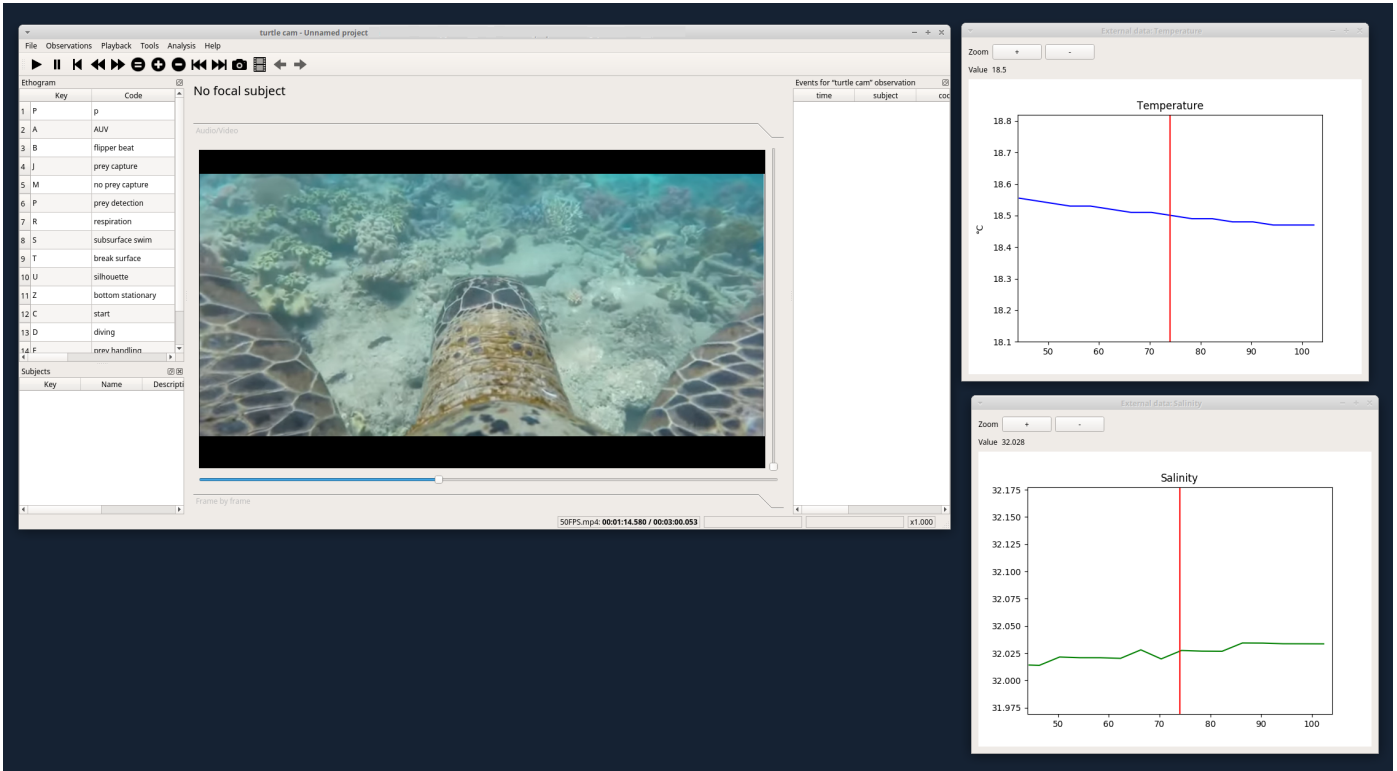 turtle cam - Unnamed project
File Observations Playback Tools Analysis Help
Ethogram
Key Code
1 P p
2 A AUV
3 B flipper beat
4 J prey capture
5 M no prey capture
6 P prey detection
7 R respiration
8 S subsurface swim
9 T break surface
10 U silhouette
11 Z bottom stationary
12 C start
13 D diving
14 E prey handling
Subjects
Key Name Descripti
No focal subject
Audio/Video
Frame by frame
Events for "turtle cam" observation
time subject coc
50FPS.mp4: 00:01:14.580 / 00:03:00.053
x1.000
External data: Temperature
Zoom + -
Value 18.5
Temperature
18.8
18.7
18.6
18.5
18.4
18.3
18.2
18.1
°C
50 60 70 80 90 100
External data: Salinity
Zoom + -
Value 32.028
Salinity
32.175
32.150
32.125
32.100
32.075
32.050
32.025
32.000
31.975
50 60 70 80 90 100